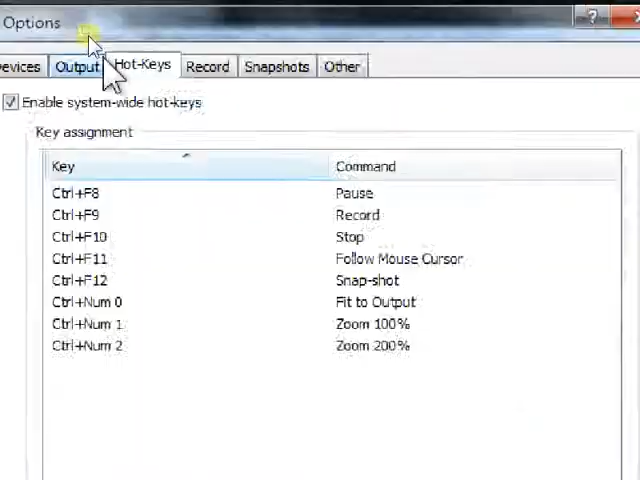 Options
evices Output Hot-Keys Record Snapshots Other
Enable system-wide hot-keys
Key assignment
Key Command
Ctrl+F8 Pause
Ctrl+F9 Record
Ctrl+F10 Stop
Ctrl+F11 Follow Mouse Cursor
Ctrl+F12 Snap-shot
Ctrl+Num 0 Fit to Output
Ctrl+Num 1 Zoom 100%
Ctrl+Num 2 Zoom 200%